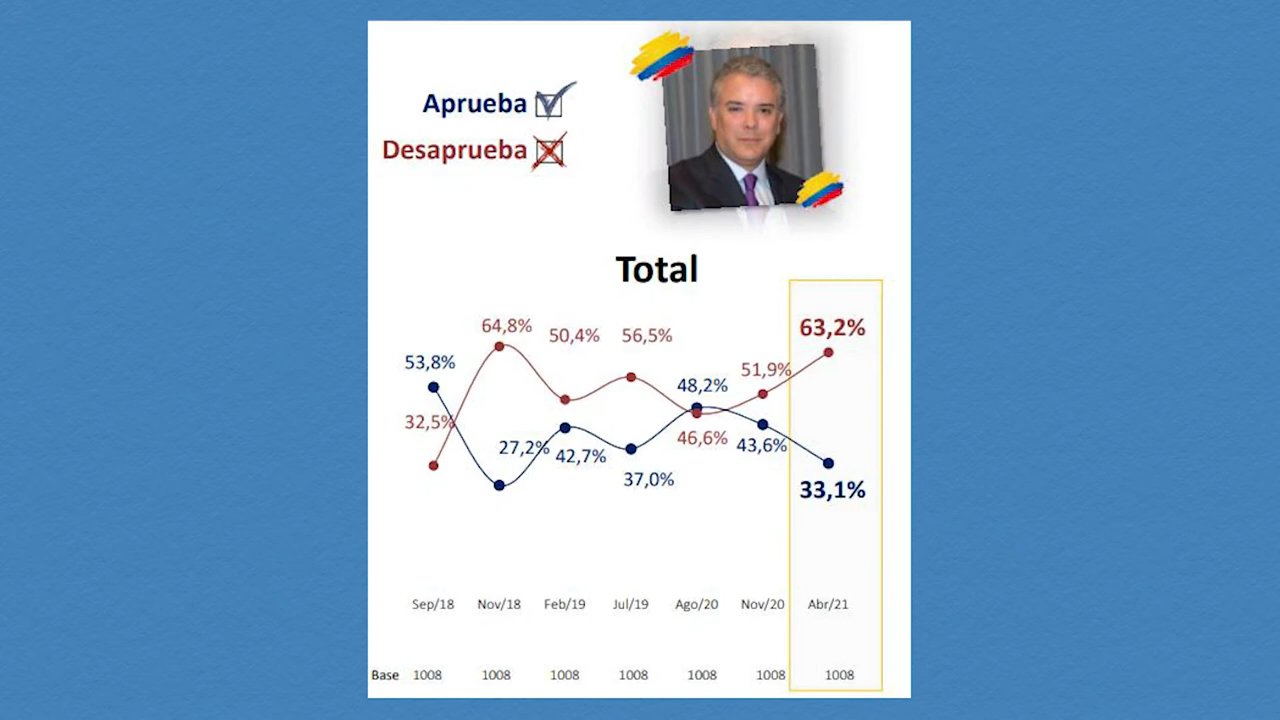 Aprueba
Desaprueba
Total
64,8% 50,4% 56,5% 63,2%
53,8% 48,2% 51,9%
32,5% 27,2% 42,7% 37,0% 46,6% 43,6% 33,1%
Sep/18 Nov/18 Feb/19 Jul/19 Ago/20 Nov/20 Abr/21
Base 1008 1008 1008 1008 1008 1008 1008